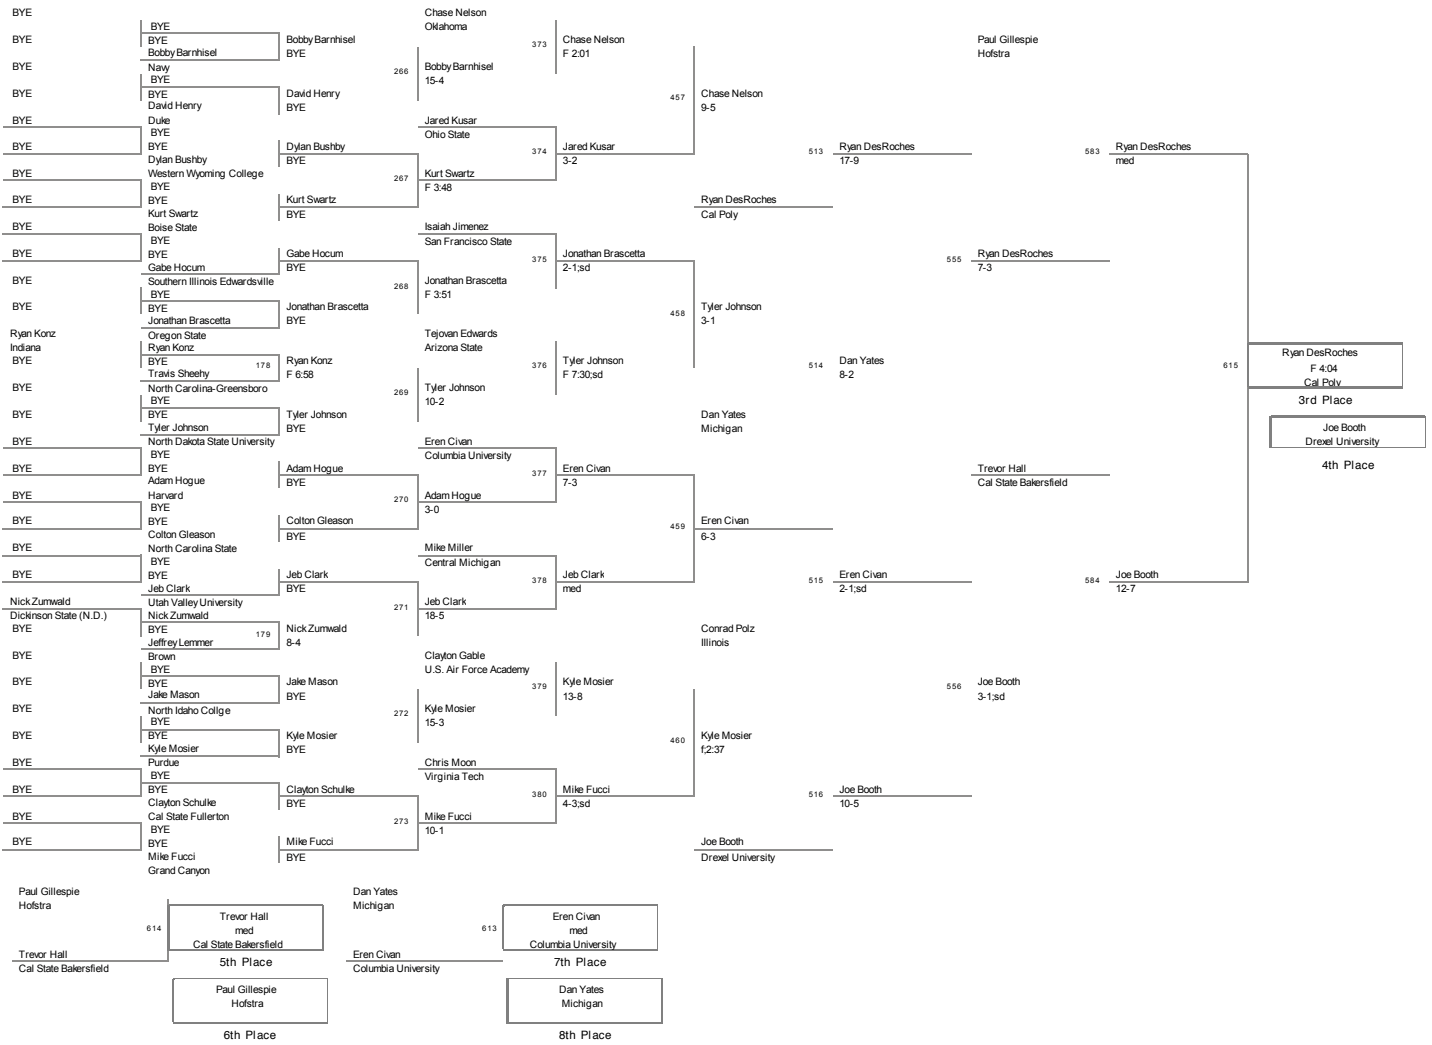 BYE
BYE
BYE
BYE
BYE
BYE
BYE
BYE
BYE
BYE
BYE
BYE
Ryan Konz
Indiana
BYE
BYE
BYE
BYE
BYE
BYE
BYE
BYE
BYE
Nick Zumwald
Dickinson State (N.D.)
BYE
BYE
BYE
BYE
BYE
BYE
BYE
BYE
BYE
BYE
BYE
Bobby Barnhisel
Navy
BYE
BYE
David Henry
Duke
BYE
BYE
Dylan Bushby
Western Wyoming College
BYE
BYE
Kurt Swartz
Boise State
BYE
BYE
Gabe Hocum
Southern Illinois Edwardsville
BYE
BYE
Jonathan Brascetta
Oregon State
Ryan Konz
BYE
Travis Sheehy
North Carolina-Greensboro
BYE
BYE
Tyler Johnson
North Dakota State University
BYE
BYE
Adam Hogue
Harvard
BYE
BYE
Colton Gleason
North Carolina State
BYE
BYE
Jeb Clark
Utah Valley University
Nick Zumwald
BYE
Jeffrey Lemmer
Brown
BYE
BYE
Jake Mason
North Idaho Collge
BYE
BYE
Kyle Mosier
Purdue
BYE
BYE
Clayton Schulke
Cal State Fullerton
BYE
BYE
Mike Fucci
Grand Canyon
178
179
Bobby Barnhisel
BYE
David Henry
BYE
Dylan Bushby
BYE
Kurt Swartz
BYE
Gabe Hocum
BYE
Jonathan Brascetta
BYE
Ryan Konz
F 6:58
Tyler Johnson
BYE
Adam Hogue
BYE
Colton Gleason
BYE
Jeb Clark
BYE
Nick Zumwald
8-4
Jake Mason
BYE
Kyle Mosier
BYE
Clayton Schulke
BYE
Mike Fucci
BYE
266
267
268
269
270
271
272
273
Chase Nelson
Oklahoma
Bobby Barnhisel
15-4
Jared Kusar
Ohio State
Kurt Swartz
F 3:48
Isaiah Jimenez
San Francisco State
Jonathan Brascetta
F 3:51
Tejovan Edwards
Arizona State
Tyler Johnson
10-2
Eren Civan
Columbia University
Adam Hogue
3-0
Mike Miller
Central Michigan
Jeb Clark
18-5
Clayton Gable
U.S. Air Force Academy
Kyle Mosier
15-3
Chris Moon
Virginia Tech
Mike Fucci
10-1
373
374
375
376
377
378
379
380
Chase Nelson
F 2:01
Jared Kusar
3-2
Jonathan Brascetta
2-1;sd
Tyler Johnson
F 7:30;sd
Eren Civan
7-3
Jeb Clark
med
Kyle Mosier
13-8
Mike Fucci
4-3;sd
457
458
459
460
Chase Nelson
9-5
Ryan DesRoches
Cal Poly
Tyler Johnson
3-1
Dan Yates
Michigan
Eren Civan
6-3
Conrad Polz
Illinois
Kyle Mosier
f;2:37
Joe Booth
Drexel University
513
514
515
516
Ryan DesRoches
17-9
Dan Yates
8-2
Eren Civan
2-1;sd
Joe Booth
10-5
555
556
Paul Gillespie
Hofstra
Ryan DesRoches
7-3
Trevor Hall
Cal State Bakersfield
Joe Booth
3-1;sd
583
584
Ryan DesRoches
med
Joe Booth
12-7
615
Ryan DesRoches
F 4:04
Cal Poly
3rd Place
Joe Booth
Drexel University
4th Place
Paul Gillespie
Hofstra
614
Trevor Hall
Cal State Bakersfield
Trevor Hall
med
Cal State Bakersfield
5th Place
Paul Gillespie
Hofstra
6th Place
Dan Yates
Michigan
613
Eren Civan
Columbia University
Eren Civan
med
Columbia University
7th Place
Dan Yates
Michigan
8th Place